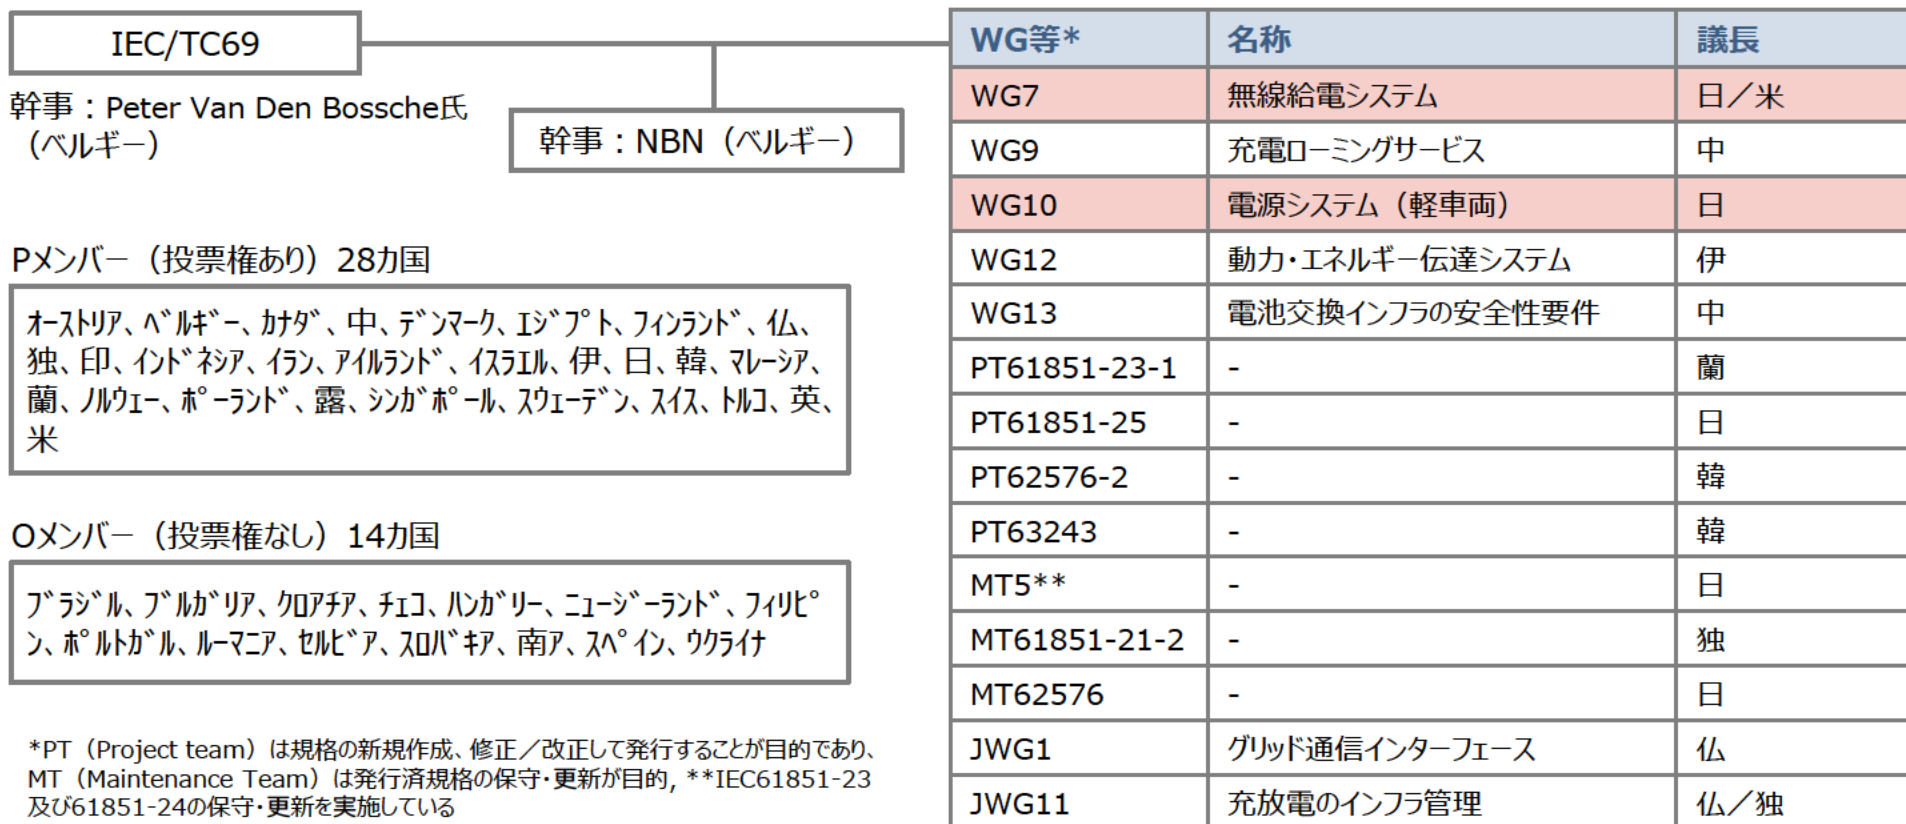 IEC/TC69
幹事：Peter Van Den Bossche氏
（ベルギー）
幹事：NBN（ベルギー）
Pメンバー（投票権あり）28カ国
ｵｰｽﾄﾘｱ、ﾍﾞﾙｷﾞｰ、ｶﾅﾀﾞ、中、ﾃﾞﾝﾏｰｸ、ｴｼﾞﾌﾟﾄ、ﾌｨﾝﾗﾝﾄﾞ、仏、
独、印、ｲﾝﾄﾞﾈｼｱ、ｲﾗﾝ、ｱｲﾙﾗﾝﾄﾞ、ｲｽﾗｴﾙ、伊、日、韓、ﾏﾚｰｼｱ、
蘭、ﾉﾙｳｪｰ、ﾎﾟｰﾗﾝﾄﾞ、露、ｼﾝｶﾞﾎﾟｰﾙ、ｽｳｪｰﾃﾞﾝ、ｽｲｽ、ﾄﾙｺ、英、
米
Oメンバー（投票権なし）14カ国
ﾌﾞﾗｼﾞﾙ、ﾌﾞﾙｶﾞﾘｱ、ｸﾛｱﾁｱ、ﾁｪｺ、ﾊﾝｶﾞﾘｰ、ﾆｭｰｼﾞｰﾗﾝﾄﾞ、ﾌｨﾘﾋﾟ
ﾝ、ﾎﾟﾙﾄｶﾞﾙ、ﾙｰﾏﾆｱ、ｾﾙﾋﾞｱ、ｽﾛﾊﾞｷｱ、南ｱ、ｽﾍﾟｲﾝ、ｳｸﾗｲﾅ
*PT（Project team）は規格の新規作成、修正／改正して発行することが目的であり、
MT（Maintenance Team）は発行済規格の保守・更新が目的, **IEC61851-23
及び61851-24の保守・更新を実施している
WG等* 名称 議長
WG7 無線給電システム 日／米
WG9 充電ローミングサービス 中
WG10 電源システム（軽車両） 日
WG12 動力・エネルギー伝達システム 伊
WG13 電池交換インフラの安全性要件 中
PT61851-23-1 - 蘭
PT61851-25 - 日
PT62576-2 - 韓
PT63243 - 韓
MT5** - 日
MT61851-21-2 - 独
MT62576 - 日
JWG1 グリッド通信インターフェース 仏
JWG11 充放電のインフラ管理 仏／独